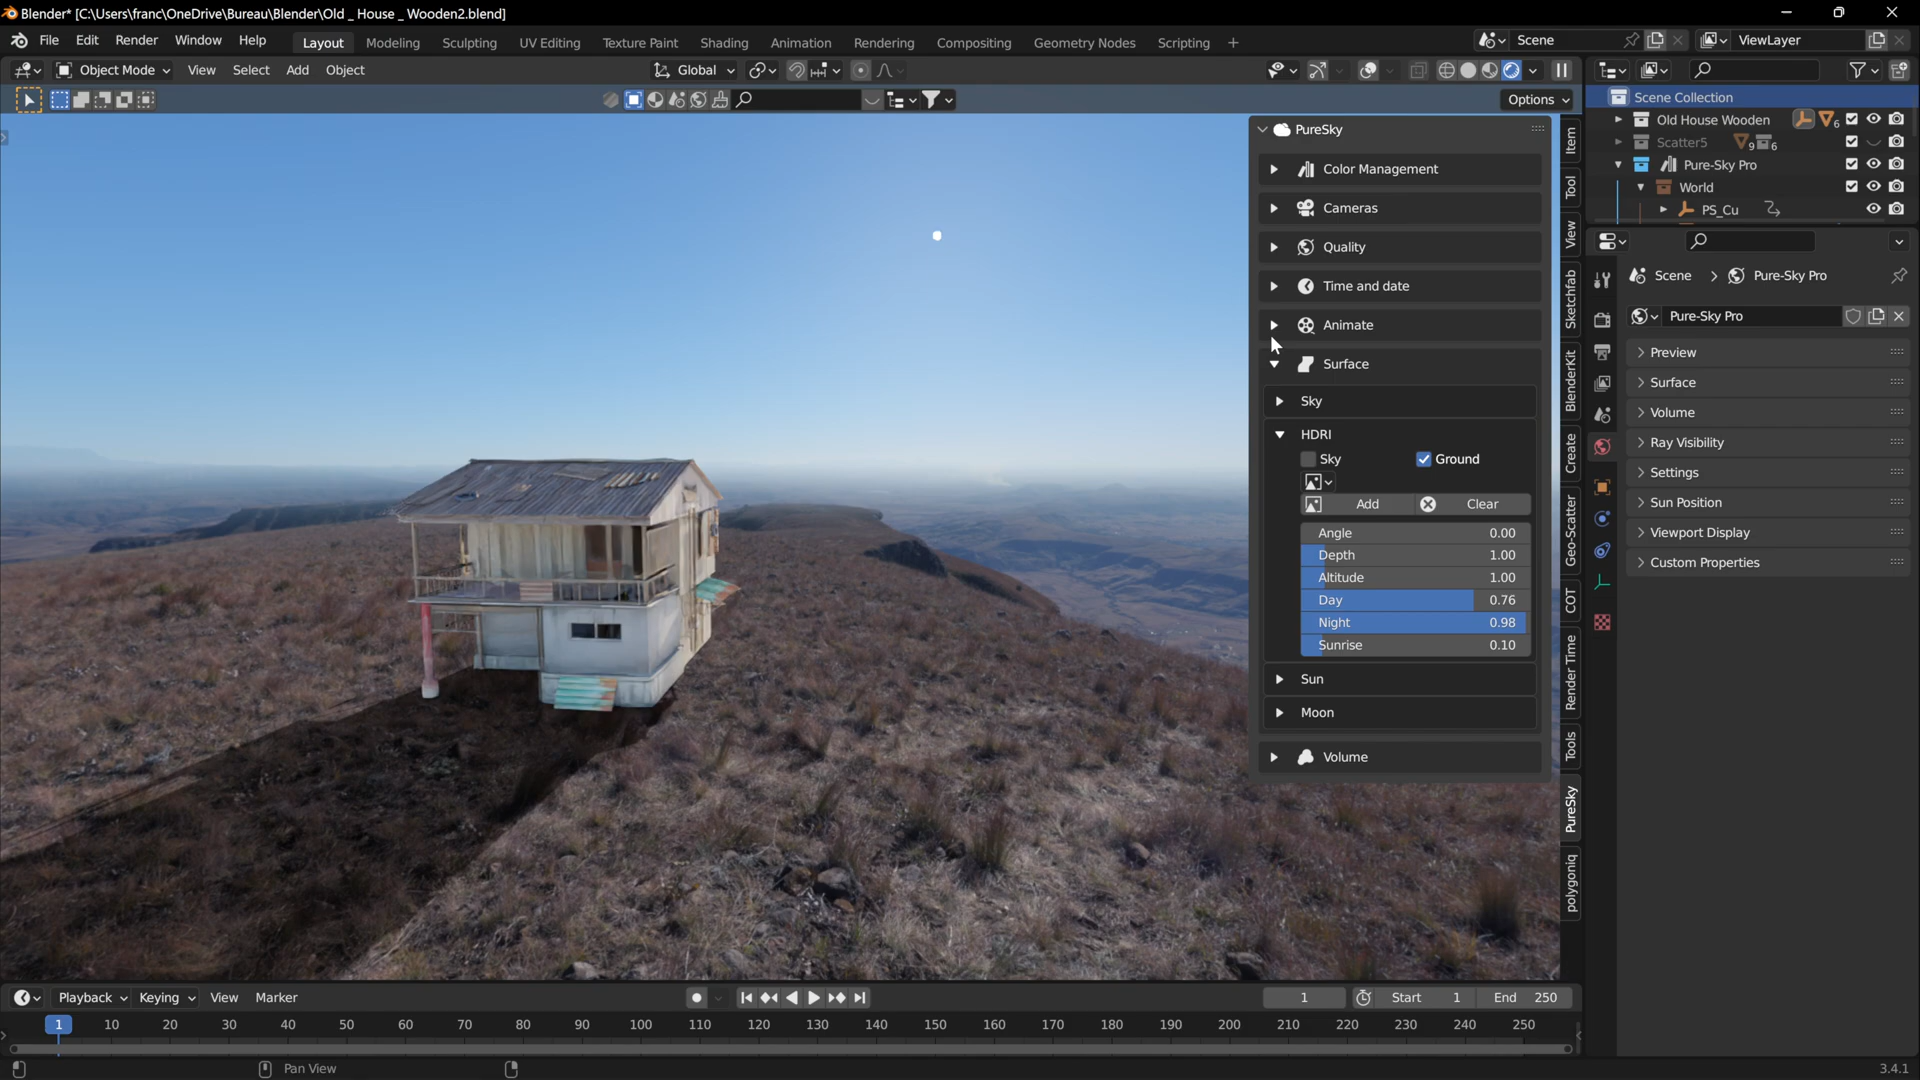 Blender* [C:\Users\franc\OneDrive\Bureau\Blender\Old _ House _ Wooden2.blend]
File Edit Render Window Help Layout Modeling Sculpting UV Editing Texture Paint Shading Animation Rendering Compositing Geometry Nodes Scripting + Scene ViewLayer
Object Mode View Select Add Object Global
Options
Scene Collection
Old House Wooden 6
Scatter5 9 6
Pure-Sky Pro
World
PS_Cu
PureSky
Color Management
Cameras
Quality
Time and date
Animate
Surface
Sky
HDRI
Sky Ground
Add Clear
Angle 0.00
Depth 1.00
Altitude 1.00
Day 0.76
Night 0.98
Sunrise 0.10
Sun
Moon
Volume
Item
Tool
View
Sketchfab
BlenderKit
Create
Geo-Scatter
COT
Render Time
Tools
PureSky
polygoniq
Scene > Pure-Sky Pro
Pure-Sky Pro
Preview
Surface
Volume
Ray Visibility
Settings
Sun Position
Viewport Display
Custom Properties
Playback Keying View Marker 1 Start 1 End 250
1 10 20 30 40 50 60 70 80 90 100 110 120 130 140 150 160 170 180 190 200 210 220 230 240 250
Pan View 3.4.1